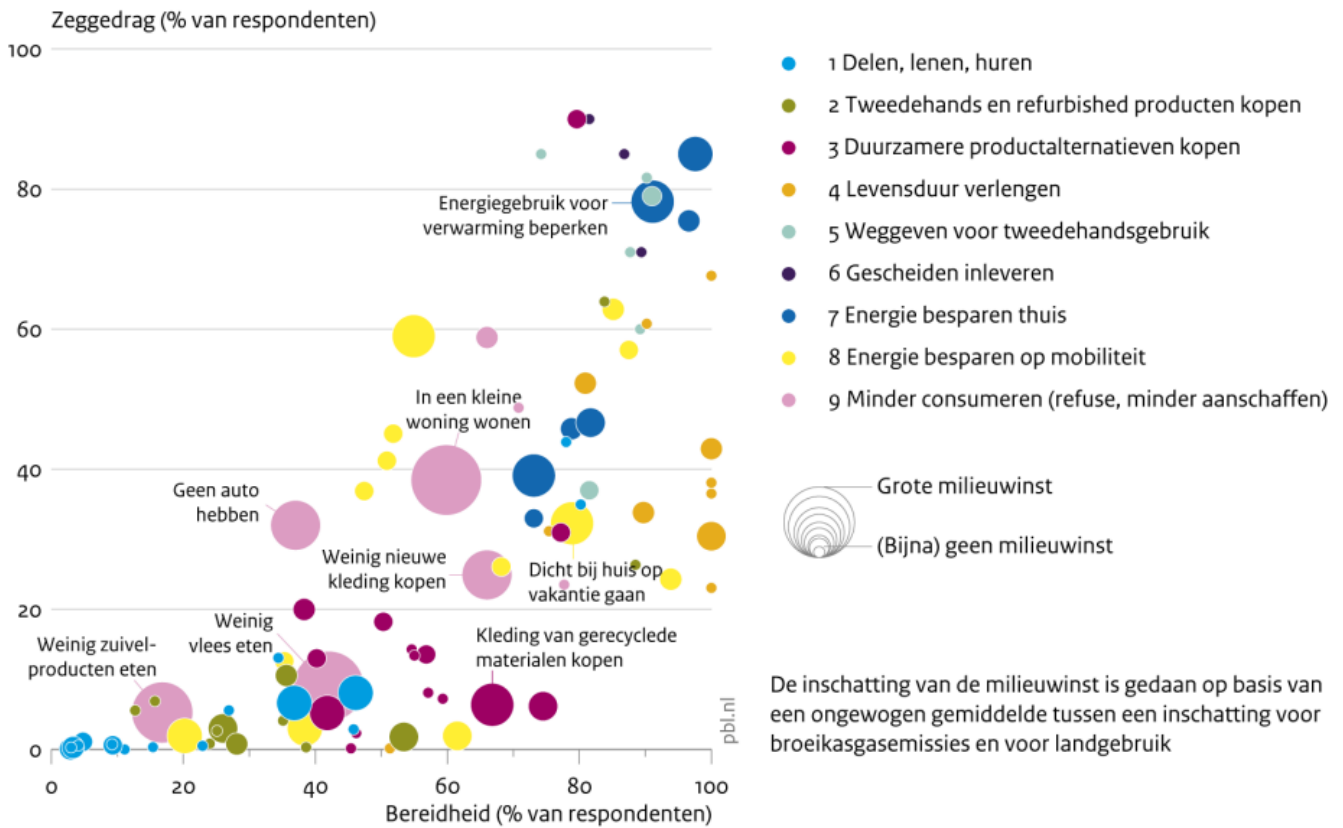 Zeggedrag (% van respondenten)
100
80
60
40
20
0
0
20
40
60
80
100
Bereidheid (% van respondenten)
Energiegebruik voor
verwarming beperken
In een kleine
woning wonen
Geen auto
hebben
Weinig nieuwe
kleding kopen
Dicht bij huis op
vakantie gaan
Weinig
vlees eten
Weinig zuivel-
producten eten
Kleding van gerecyclede
materialen kopen
pbl.nl
1 Delen, lenen, huren
2 Tweedehands en refurbished producten kopen
3 Duurzamere productalternatieven kopen
4 Levensduur verlengen
5 Weggeven voor tweedehandsgebruik
6 Gescheiden inleveren
7 Energie besparen thuis
8 Energie besparen op mobiliteit
9 Minder consumeren (refuse, minder aanschaffen)
Grote milieuwinst
(Bijna) geen milieuwinst
De inschatting van de milieuwinst is gedaan op basis van
een ongewogen gemiddelde tussen een inschatting voor
broeikasgasemissies en voor landgebruik